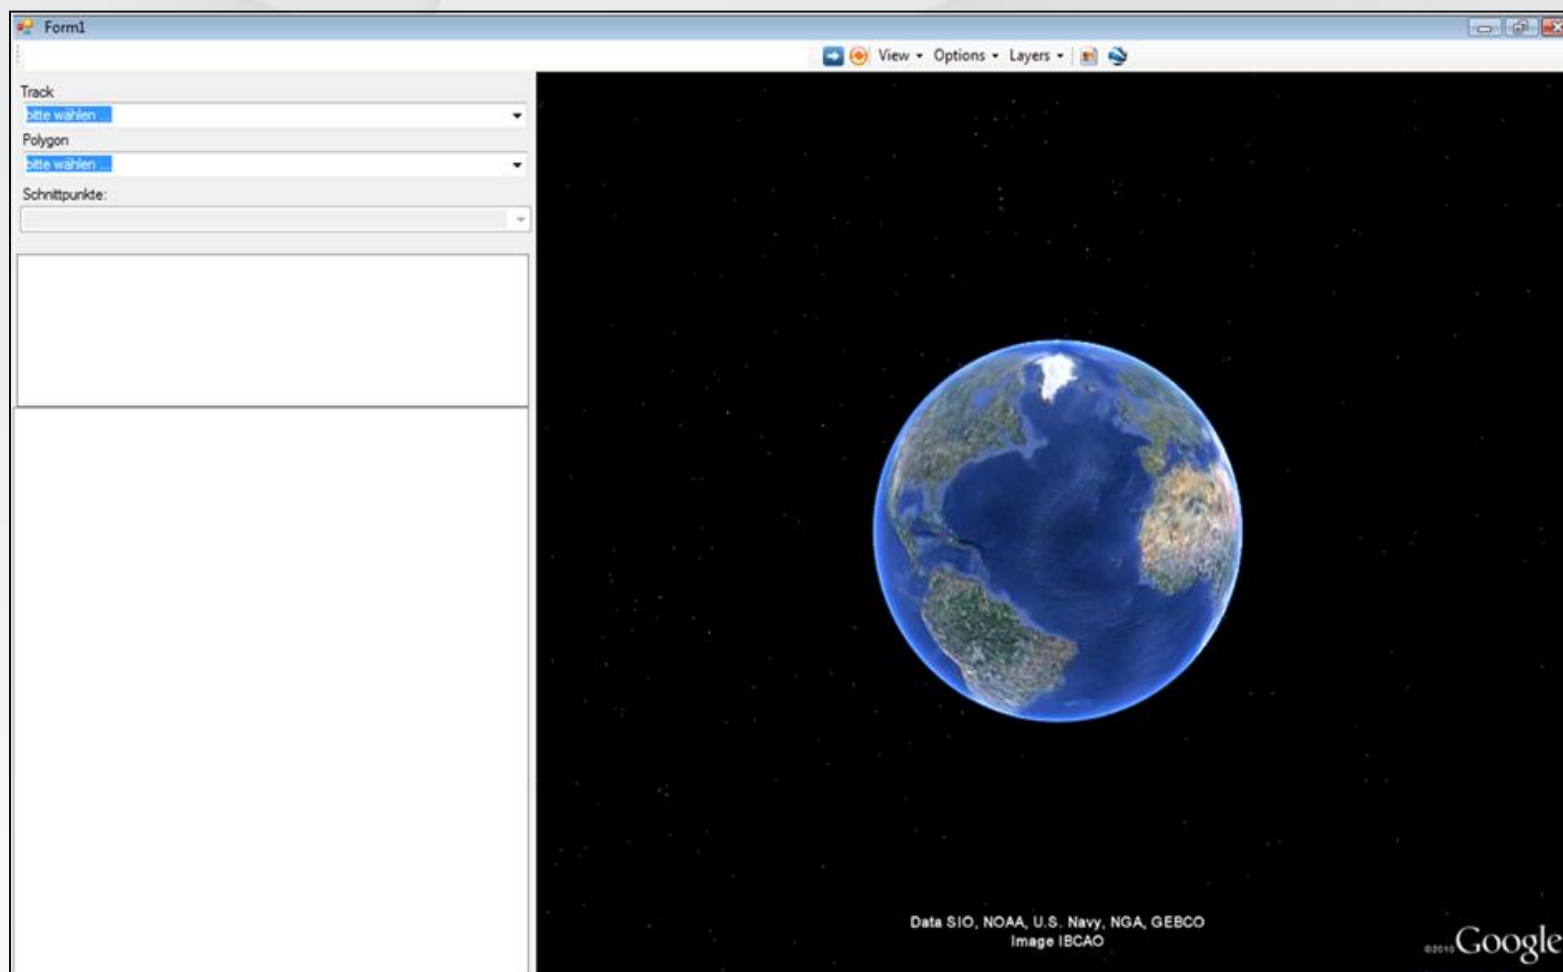 Form1
View Options Layers
Track
bitte wählen ...
Polygon
bitte wählen ...
Schnittpunkte:
Data SIO, NOAA, U.S. Navy, NGA, GEBCO
Image IBCAO
©2010 Google